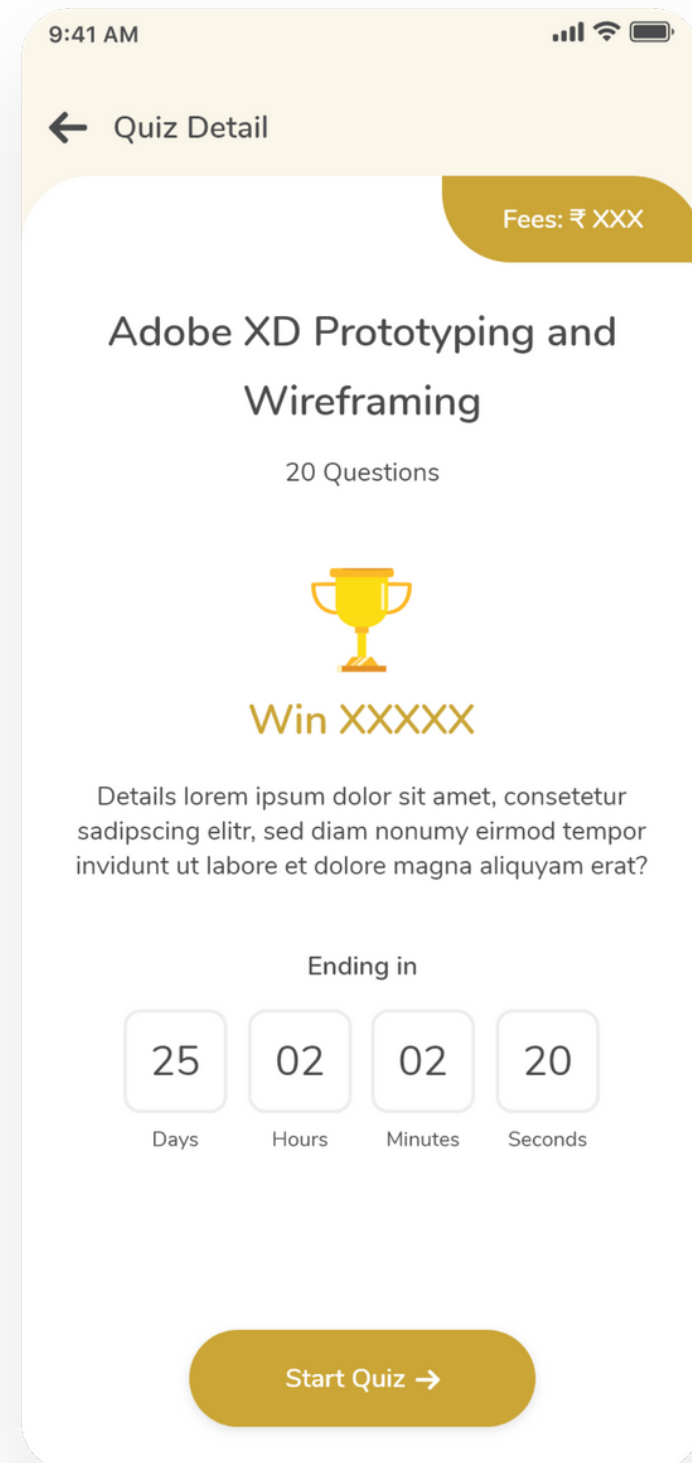 9:41 AM
Quiz Detail
Fees: ₹ XXX
Adobe XD Prototyping and
Wireframing
20 Questions
Win XXXXX
Details lorem ipsum dolor sit amet, consetetur
sadipscing elitr, sed diam nonumy eirmod tempor
invidunt ut labore et dolore magna aliquyam erat?
Ending in
25 02 02 20
Days Hours Minutes Seconds
Start Quiz →